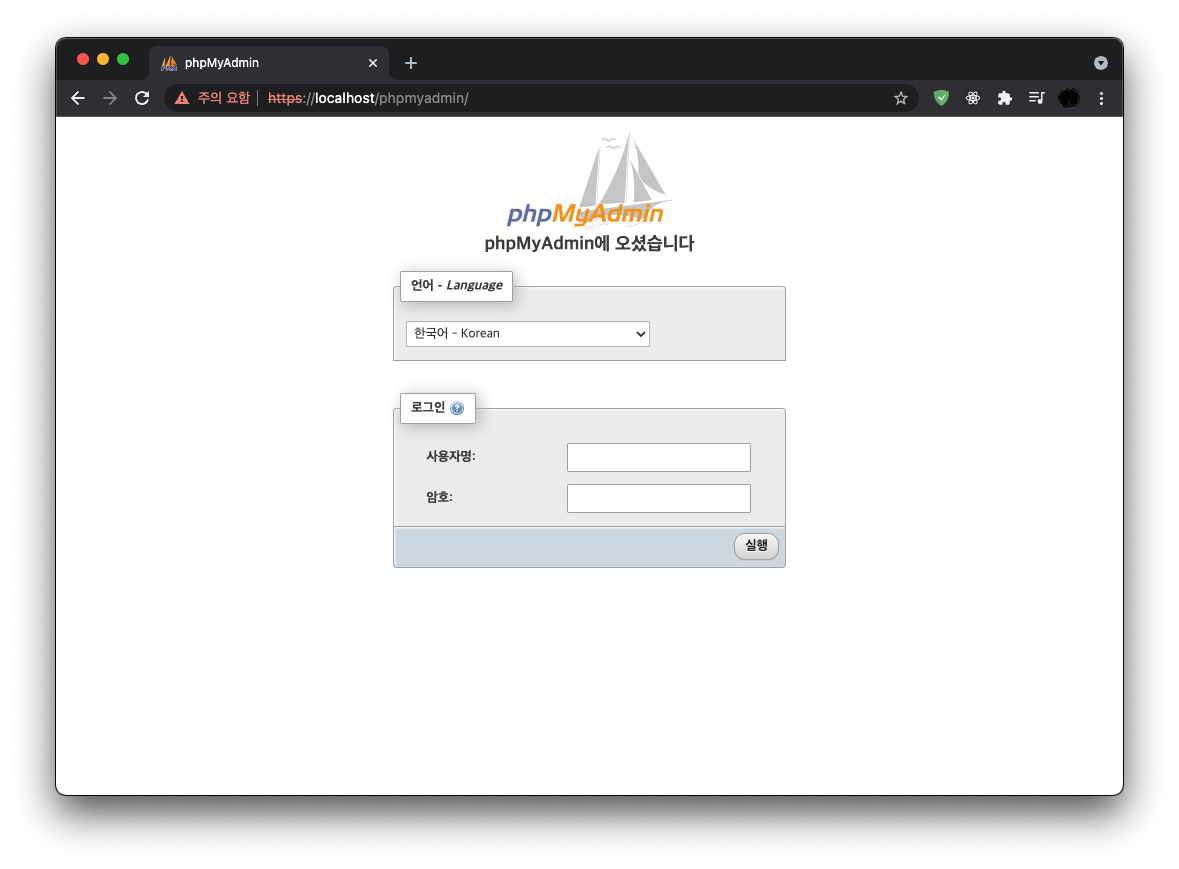 phpMyAdmin
주의 요함 https://localhost/phpmyadmin/
phpMyAdmin
phpMyAdmin에 오셨습니다
언어 - Language
한국어 - Korean
로그인
사용자명:
암호:
실행